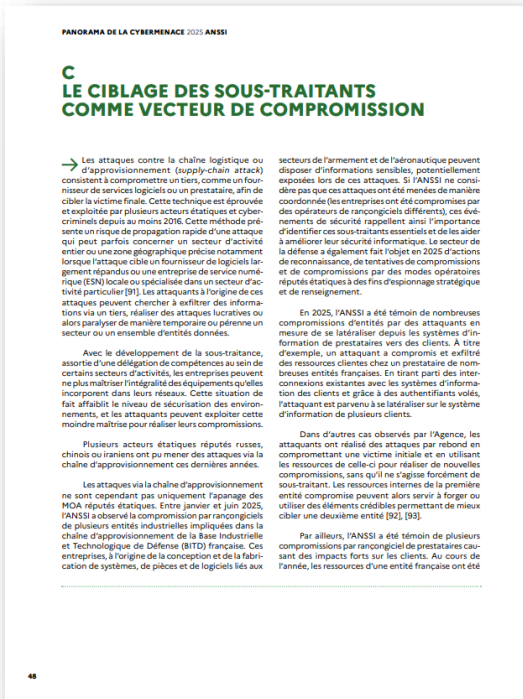 PANORAMA DE LA CYBERMENACE 2025 ANSSI
C
LE CIBLAGE DES SOUS-TRAITANTS
COMME VECTEUR DE COMPROMISSION
→ Les attaques contre la chaîne logistique ou
d'approvisionnement (supply-chain attack)
consistent à compromettre un tiers, comme un four-
nisseur de services logiciels ou un prestataire, afin de
cibler la victime finale. Cette technique est éprouvée
et exploitée par plusieurs acteurs étatiques et cyber-
criminels depuis au moins 2016. Cette méthode pré-
sente un risque de propagation rapide d'une attaque
qui peut parfois concerner un secteur d'activité
entier ou une zone géographique précise notamment
lorsque l'attaque cible un fournisseur de logiciels lar-
gement répandus ou une entreprise de service numé-
rique (ESN) locale ou spécialisée dans un secteur d'ac-
tivité particulier [91]. Les attaquants à l'origine de ces
attaques peuvent chercher à exfiltrer des informa-
tions via un tiers, réaliser des attaques lucratives ou
alors paralyser de manière temporaire ou pérenne un
secteur ou un ensemble d'entités données.
Avec le développement de la sous-traitance,
assortie d'une délégation de compétences au sein de
certains secteurs d'activités, les entreprises peuvent
ne plus maîtriser l'intégralité des équipements qu'elles
incorporent dans leurs réseaux. Cette situation de
fait affaiblit le niveau de sécurisation des environ-
nements, et les attaquants peuvent exploiter cette
moindre maîtrise pour réaliser leurs compromissions.
Plusieurs acteurs étatiques réputés russes,
chinois ou iraniens ont pu mener des attaques via la
chaîne d'approvisionnement ces dernières années.
Les attaques via la chaîne d'approvisionnement
ne sont cependant pas uniquement l'apanage des
MOA réputés étatiques. Entre janvier et juin 2025,
l'ANSSI a observé la compromission par rançongiciels
de plusieurs entités industrielles impliquées dans la
chaîne d'approvisionnement de la Base Industrielle
et Technologique de Défense (BITD) française. Ces
entreprises, à l'origine de la conception et de la fabri-
cation de systèmes, de pièces et de logiciels liés aux
secteurs de l'armement et de l'aéronautique peuvent
disposer d'informations sensibles, potentiellement
exposées lors de ces attaques. Si l'ANSSI ne consi-
dère pas que ces attaques ont été menées de manière
coordonnée (les entreprises ont été compromises par
des opérateurs de rançongiciels différents), ces évé-
nements de sécurité rappellent ainsi l'importance
d'identifier ces sous-traitants essentiels et de les aider
à améliorer leur sécurité informatique. Le secteur de
la défense a également fait l'objet en 2025 d'actions
de reconnaissance, de tentatives de compromissions
et de compromissions par des modes opératoires
réputés étatiques à des fins d'espionnage stratégique
et de renseignement.
En 2025, l'ANSSI a été témoin de nombreuses
compromissions d'entités par des attaquants en
mesure de se latéraliser depuis les systèmes d'in-
formation de prestataires vers des clients. À titre
d'exemple, un attaquant a compromis et exfiltré
des ressources clientes chez un prestataire de nom-
breuses entités françaises. En tirant parti des inter-
connexions existantes avec les systèmes d'informa-
tion des clients et grâce à des authentifiants volés,
l'attaquant est parvenu à se latéraliser sur le système
d'information de plusieurs clients.
Dans d'autres cas observés par l'Agence, les
attaquants ont réalisé des attaques par rebond en
compromettant une victime initiale et en utilisant
les ressources de celle-ci pour réaliser de nouvelles
compromissions, sans qu'il ne s'agisse forcément de
sous-traitant. Les ressources internes de la première
entité compromise peuvent alors servir à forger ou
utiliser des éléments crédibles permettant de mieux
cibler une deuxième entité [92], [93].
Par ailleurs, l'ANSSI a été témoin de plusieurs
compromissions par rançongiciel de prestataires cau-
sant des impacts forts sur les clients. Au cours de
l'année, les ressources d'une entité française ont été
48